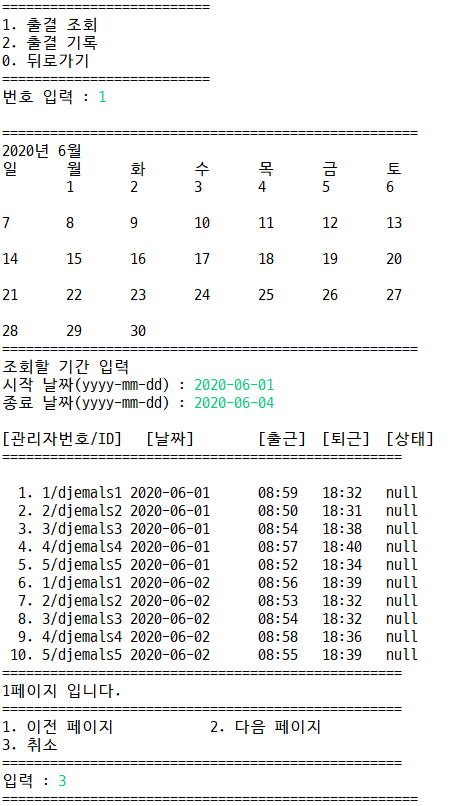 ==========================
1. 출결 조회
2. 출결 기록
0. 뒤로가기
==========================
번호 입력 : 1
====================================================
2020년 6월
일 월 화 수 목 금 토
1 2 3 4 5 6
7 8 9 10 11 12 13
14 15 16 17 18 19 20
21 22 23 24 25 26 27
28 29 30
====================================================
조회할 기간 입력
시작 날짜(yyyy-mm-dd) : 2020-06-01
종료 날짜(yyyy-mm-dd) : 2020-06-04
[관리자번호/ID] [날짜] [출근] [퇴근] [상태]
==================================================
1. 1/djemals1 2020-06-01 08:59 18:32 null
2. 2/djemals2 2020-06-01 08:50 18:31 null
3. 3/djemals3 2020-06-01 08:54 18:38 null
4. 4/djemals4 2020-06-01 08:57 18:40 null
5. 5/djemals5 2020-06-01 08:52 18:34 null
6. 1/djemals1 2020-06-02 08:56 18:39 null
7. 2/djemals2 2020-06-02 08:53 18:32 null
8. 3/djemals3 2020-06-02 08:54 18:32 null
9. 4/djemals4 2020-06-02 08:58 18:36 null
10. 5/djemals5 2020-06-02 08:55 18:39 null
==================================================
1페이지 입니다.
==================================================
1. 이전 페이지 2. 다음 페이지
3. 취소
==================================================
입력 : 3
====================================================